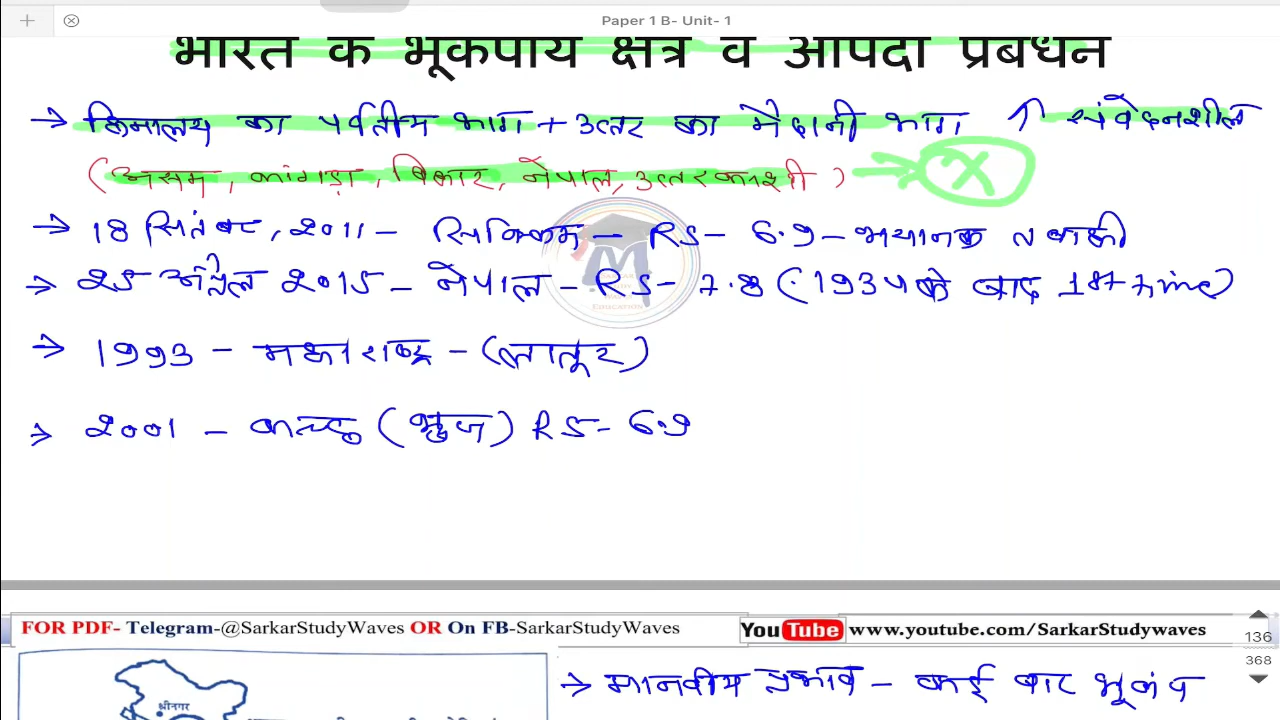 Paper 1 B- Unit- 1
भारत के भूकंपीय क्षेत्र व आपदा प्रबंधन
→ हिमालय का पर्वतीय भाग + उत्तर का मैदानी भाग ↑ संवेदनशील
(असम, कांगड़ा, बिहार, नेपाल, उत्तरकाशी) → X
→ 18 सितंबर, 2011 - सिक्किम - RS - 6.9 - भयानक तबाही
→ 25 अप्रैल 2015 - नेपाल - RS - 7.8 (1934 के बाद 1st time)
→ 1993 - महाराष्ट्र - (लातूर)
→ 2001 - कच्छ (भुज) RS - 6.9
M
EDUCATION
FOR PDF- Telegram-@SarkarStudyWaves OR On FB-SarkarStudyWaves
YouTube www.youtube.com/SarkarStudyWaves
136
368
श्रीनगर
→ मानवीय प्रभाव - कई बार भूकंप